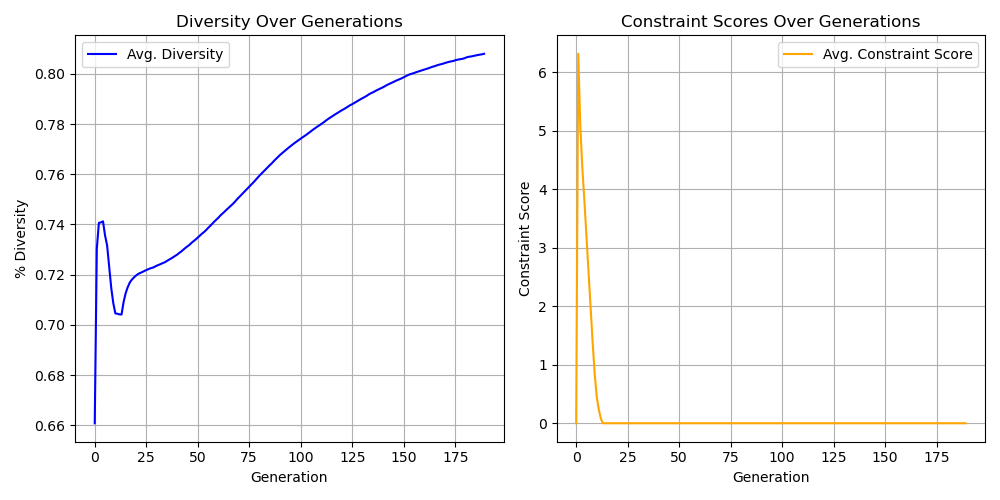 Diversity Over Generations
Avg. Diversity
% Diversity
0.80
0.78
0.76
0.74
0.72
0.70
0.68
0.66
0 25 50 75 100 125 150 175
Generation
Constraint Scores Over Generations
Avg. Constraint Score
Constraint Score
6
5
4
3
2
1
0
0 25 50 75 100 125 150 175
Generation